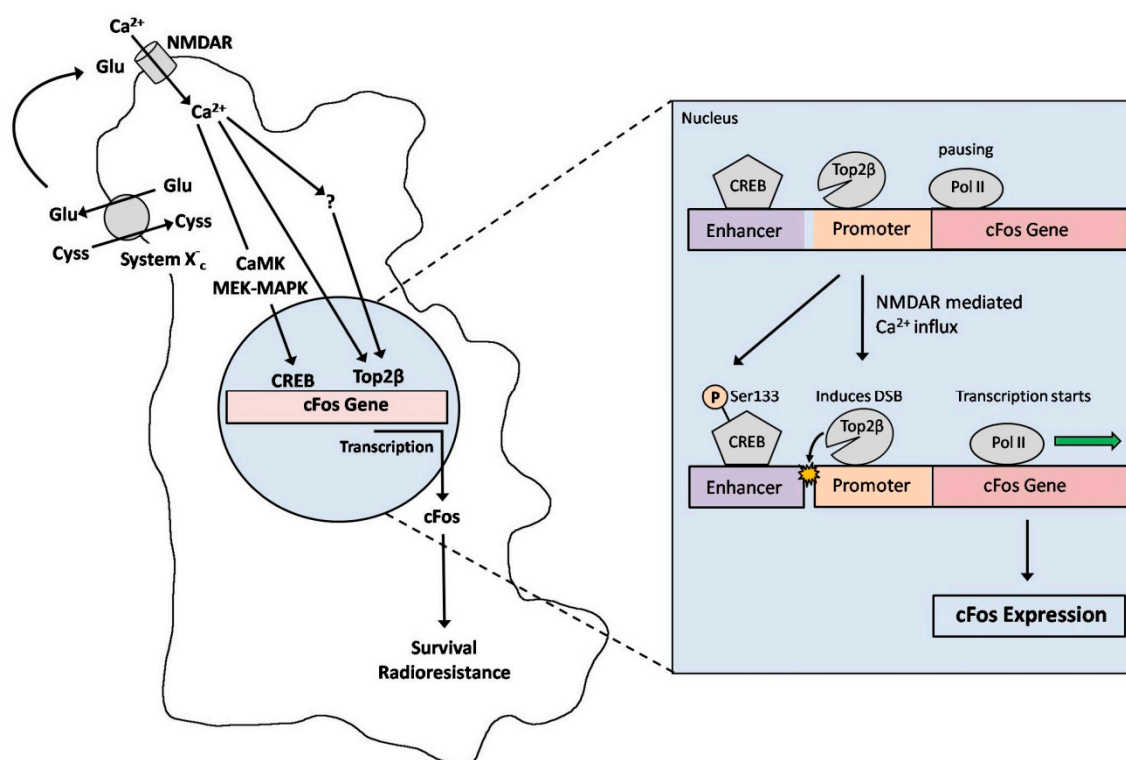 Ca²⁺
NMDAR
Glu
Ca²⁺
?
Glu
Glu
Cyss
Cyss
System X⁻c
CaMK
MEK-MAPK
CREB
Top2β
cFos Gene
Transcription
cFos
Survival
Radioresistance
Nucleus
pausing
CREB
Top2β
Pol II
Enhancer
Promoter
cFos Gene
NMDAR mediated
Ca²⁺ influx
P
Ser133
Induces DSB
Transcription starts
CREB
Top2β
Pol II
Enhancer
Promoter
cFos Gene
cFos Expression